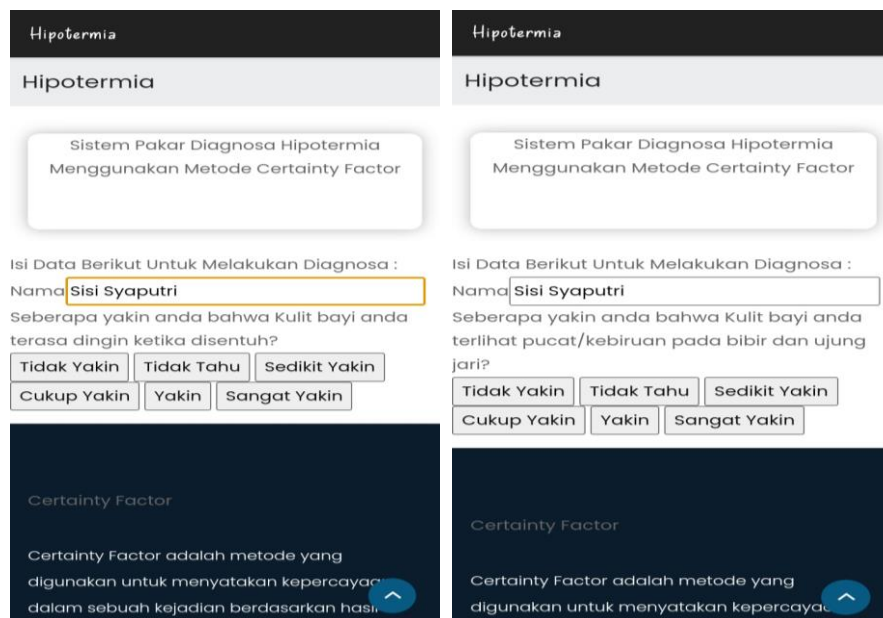 Hipotermia
Hipotermia
Sistem Pakar Diagnosa Hipotermia
Menggunakan Metode Certainty Factor
Isi Data Berikut Untuk Melakukan Diagnosa :
Nama Sisi Syaputri
Seberapa yakin anda bahwa Kulit bayi anda
terasa dingin ketika disentuh?
Tidak Yakin Tidak Tahu Sedikit Yakin
Cukup Yakin Yakin Sangat Yakin
Certainty Factor
Certainty Factor adalah metode yang
digunakan untuk menyatakan kepercayaan
dalam sebuah kejadian berdasarkan hasil
Hipotermia
Hipotermia
Sistem Pakar Diagnosa Hipotermia
Menggunakan Metode Certainty Factor
Isi Data Berikut Untuk Melakukan Diagnosa :
Nama Sisi Syaputri
Seberapa yakin anda bahwa Kulit bayi anda
terlihat pucat/kebiruan pada bibir dan ujung
jari?
Tidak Yakin Tidak Tahu Sedikit Yakin
Cukup Yakin Yakin Sangat Yakin
Certainty Factor
Certainty Factor adalah metode yang
digunakan untuk menyatakan